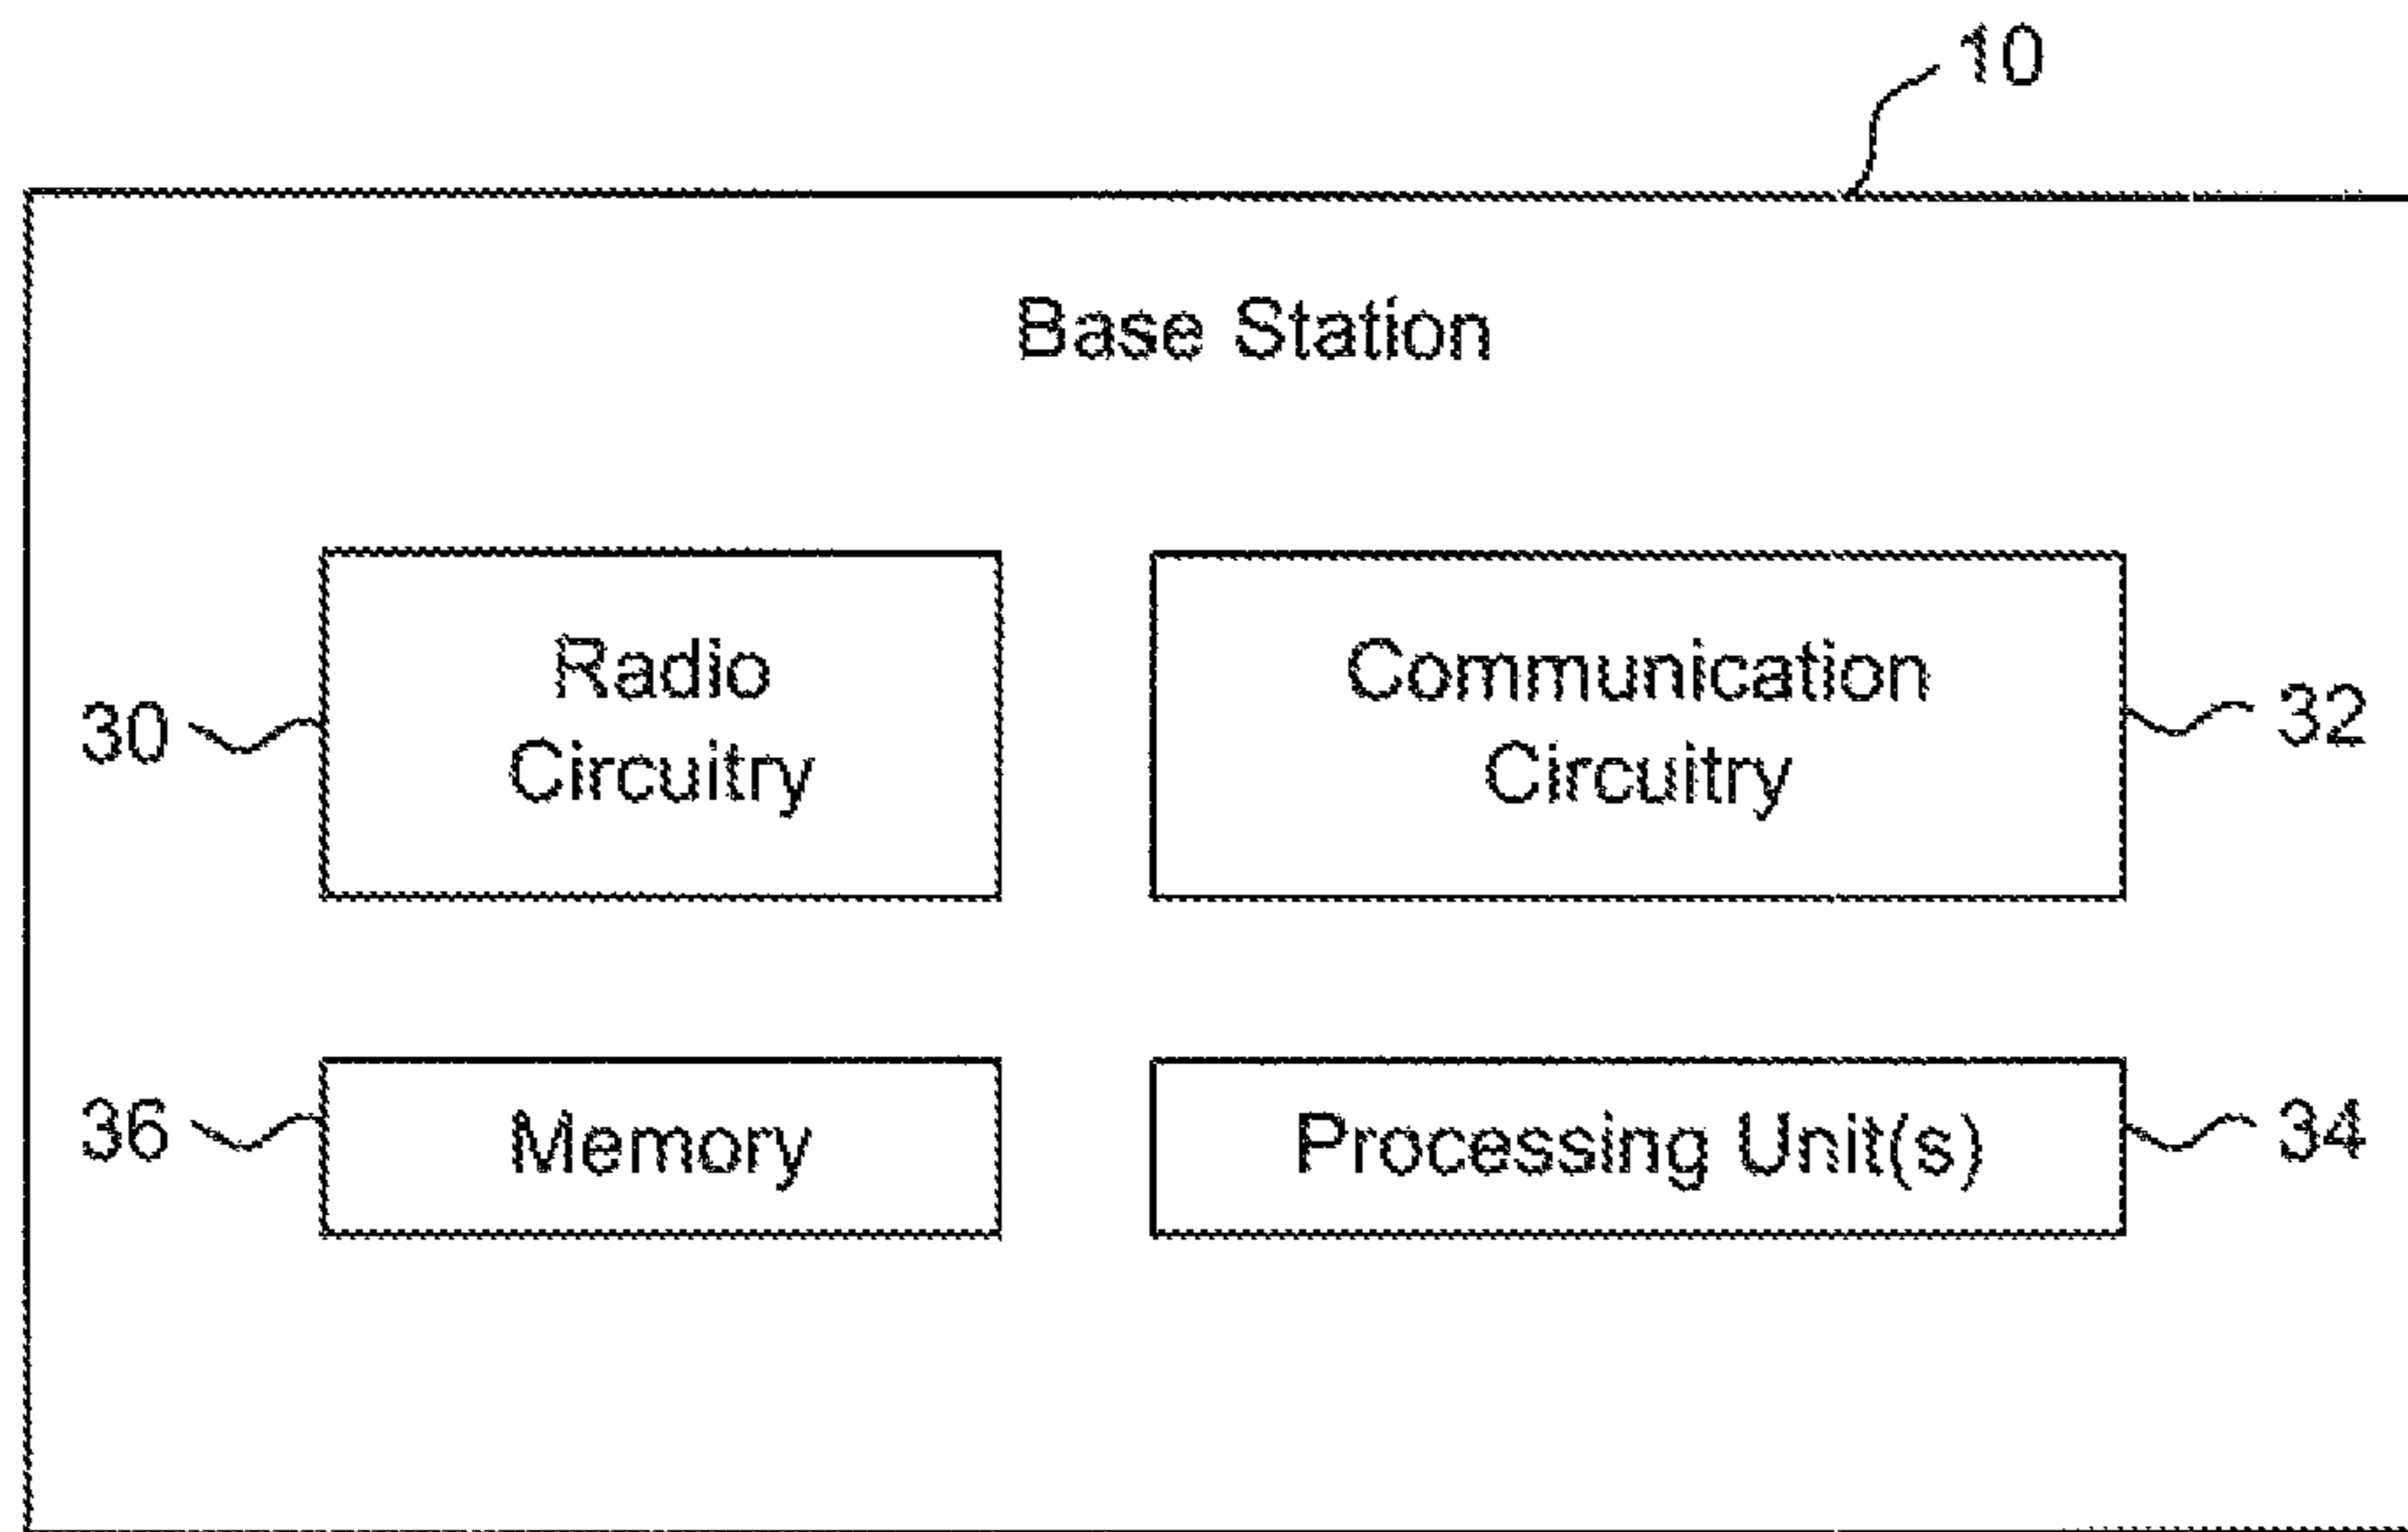 10
Base Station
Radio
Circuitry
Communication
Circuitry
30
32
Memory
Processing Unit(s)
36
34